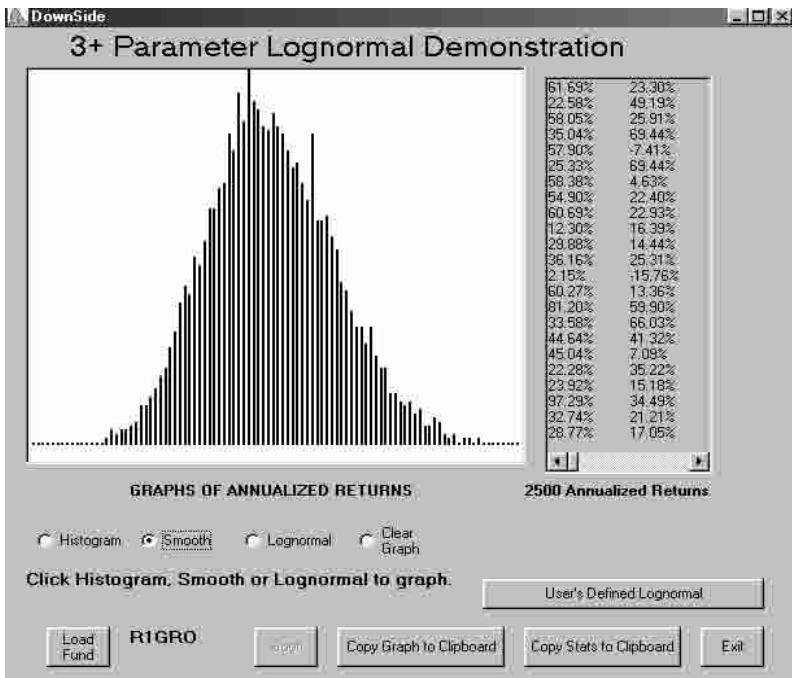 DownSide
3+ Parameter Lognormal Demonstration
61.69% 23.30%
22.58% 49.19%
58.05% 25.91%
35.04% 69.44%
57.90% -7.41%
25.33% 69.44%
58.38% 4.63%
54.90% 22.40%
60.69% 22.93%
12.30% 16.39%
29.88% 14.44%
36.16% 25.31%
2.15% -15.76%
60.27% 13.36%
81.20% 59.90%
33.58% 66.03%
44.64% 41.32%
45.04% 7.09%
22.28% 35.22%
23.92% 15.18%
97.29% 34.49%
32.74% 21.21%
28.77% 17.05%
GRAPHS OF ANNUALIZED RETURNS
2500 Annualized Returns
Histogram
Smooth
Lognormal
Clear
Graph
Click Histogram, Smooth or Lognormal to graph.
User's Defined Lognormal
Load
Fund
R1GRO
Copy Graph to Clipboard
Copy Stats to Clipboard
Exit